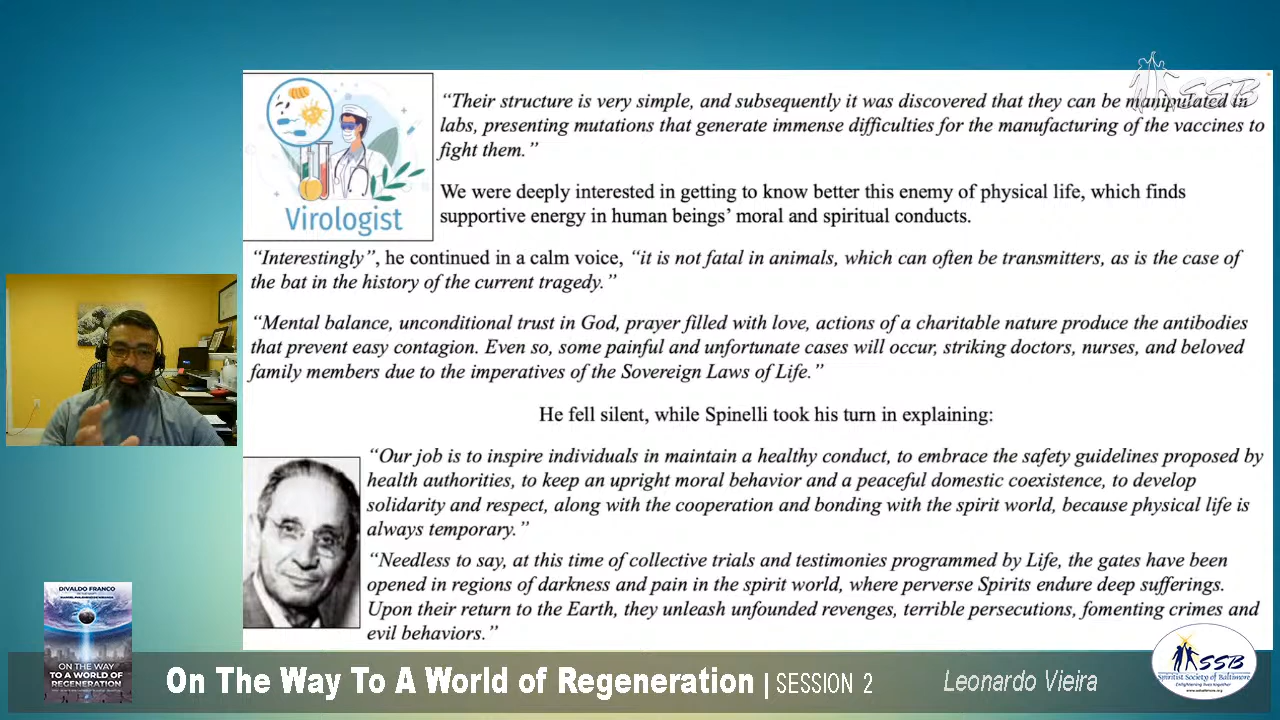 SSB
“Their structure is very simple, and subsequently it was discovered that they can be manipulated in
labs, presenting mutations that generate immense difficulties for the manufacturing of the vaccines to
fight them.”
We were deeply interested in getting to know better this enemy of physical life, which finds
supportive energy in human beings’ moral and spiritual conducts.
Virologist
“Interestingly”, he continued in a calm voice, “it is not fatal in animals, which can often be transmitters, as is the case of
the bat in the history of the current tragedy.”
“Mental balance, unconditional trust in God, prayer filled with love, actions of a charitable nature produce the antibodies
that prevent easy contagion. Even so, some painful and unfortunate cases will occur, striking doctors, nurses, and beloved
family members due to the imperatives of the Sovereign Laws of Life.”
He fell silent, while Spinelli took his turn in explaining:
“Our job is to inspire individuals in maintain a healthy conduct, to embrace the safety guidelines proposed by
health authorities, to keep an upright moral behavior and a peaceful domestic coexistence, to develop
solidarity and respect, along with the cooperation and bonding with the spirit world, because physical life is
always temporary.”
“Needless to say, at this time of collective trials and testimonies programmed by Life, the gates have been
opened in regions of darkness and pain in the spirit world, where perverse Spirits endure deep sufferings.
Upon their return to the Earth, they unleash unfounded revenges, terrible persecutions, fomenting crimes and
evil behaviors.”
DIVALDO FRANCO
ON THE WAY
TO A WORLD OF
REGENERATION
On The Way To A World of Regeneration | SESSION 2
Leonardo Vieira
SSB
Spiritist Society of Baltimore
Enlightening lives together